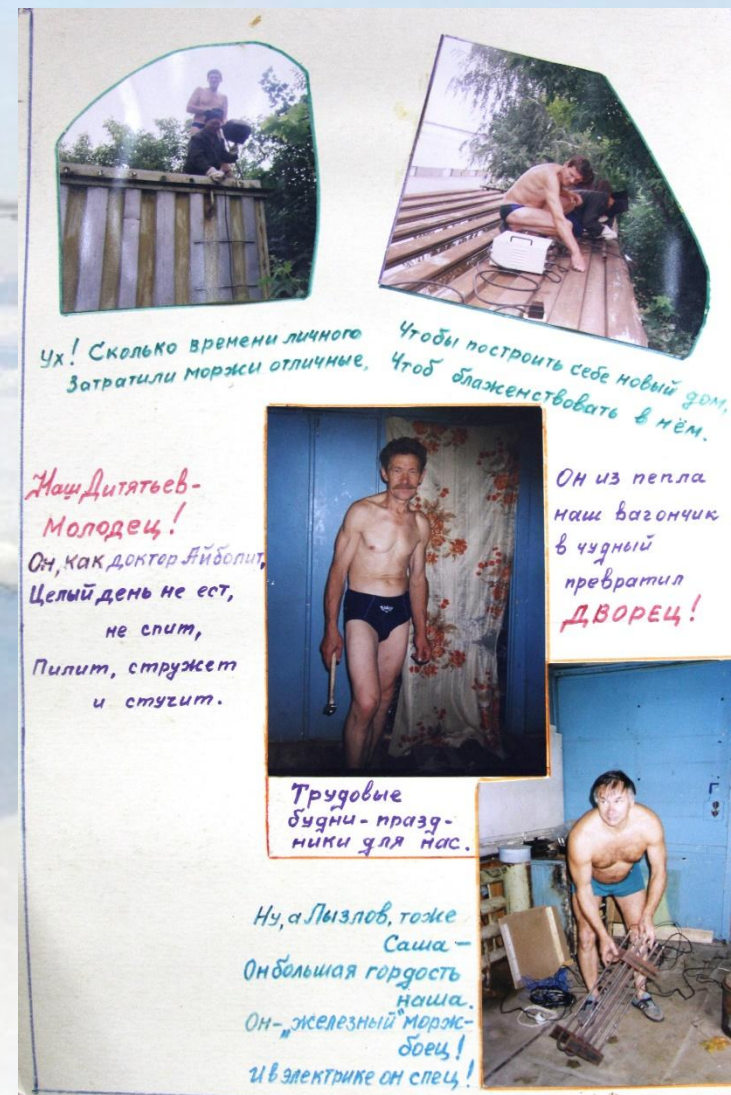 Ух! Сколько времени личного
Затратили моржи отличные,
Чтобы построить себе новый дом,
Чтоб блаженствовать в нём.
Наш Дитятьев-
Молодец!
Он, как доктор Айболит,
Целый день не ест,
не спит,
Пилит, стружет
и стучит.
Он из пепла
наш вагончик
в чудный
превратил
ДВОРЕЦ!
Трудовые
будни-празд-
ники для нас.
Ну, а Лызлов, тоже
Саша –
Он большая гордость
наша.
Он-„железный" морж-
боец!
И в электрике он спец!